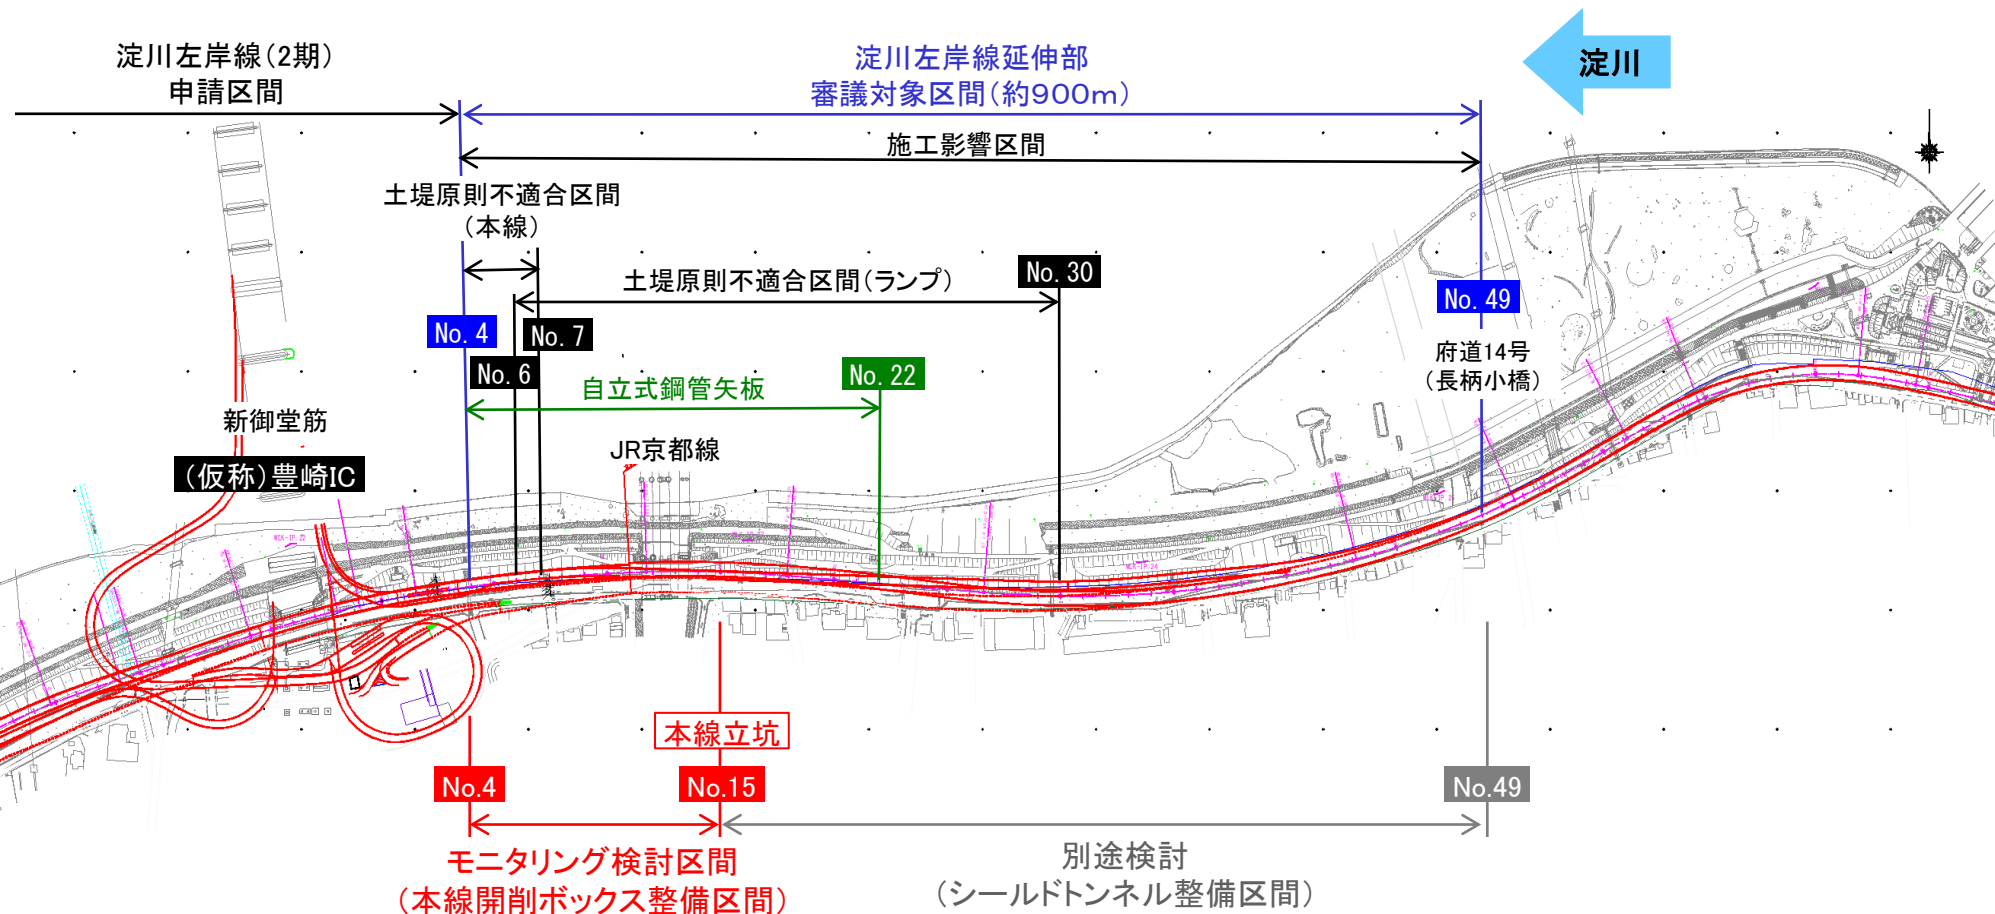 淀川左岸線(2期)
申請区間
淀川左岸線延伸部
審議対象区間(約900m)
淀川
施工影響区間
土堤原則不適合区間
(本線)
土堤原則不適合区間(ランプ)
No. 30
No. 49
No. 4
No. 7
No. 6
自立式鋼管矢板
No. 22
府道14号
(長柄小橋)
新御堂筋
JR京都線
(仮称)豊崎IC
本線立坑
No.4
No.15
No.49
モニタリング検討区間
(本線開削ボックス整備区間)
別途検討
(シールドトンネル整備区間)